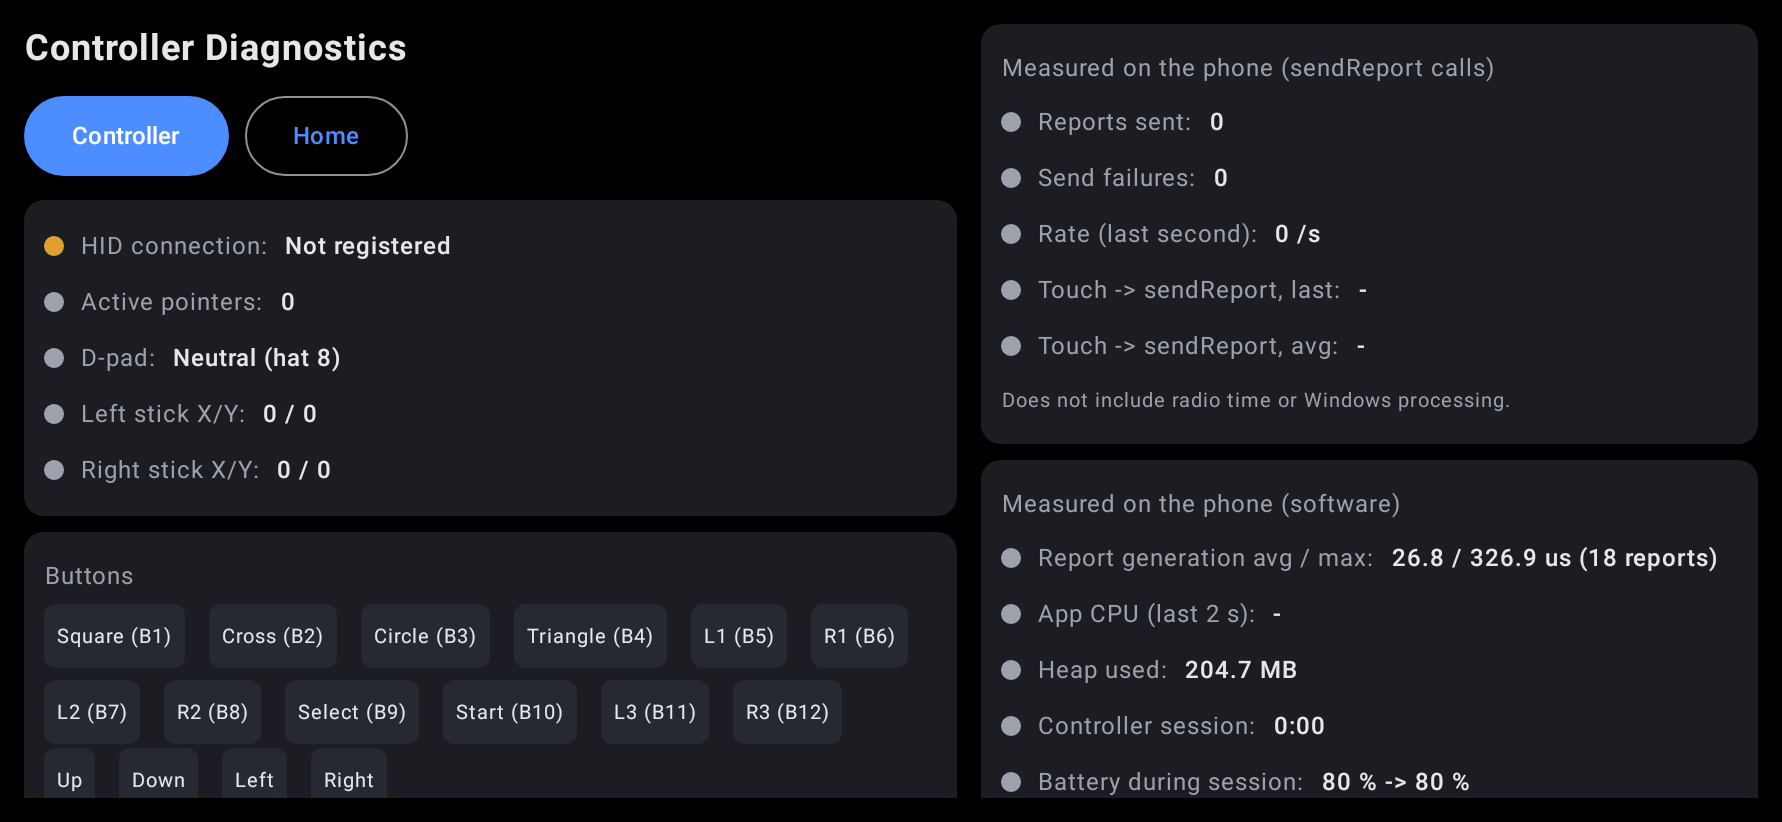 Controller Diagnostics
Controller Home
HID connection: Not registered
Active pointers: 0
D-pad: Neutral (hat 8)
Left stick X/Y: 0 / 0
Right stick X/Y: 0 / 0
Buttons
Square (B1) Cross (B2) Circle (B3) Triangle (B4) L1 (B5) R1 (B6)
L2 (B7) R2 (B8) Select (B9) Start (B10) L3 (B11) R3 (B12)
Up Down Left Right
Measured on the phone (sendReport calls)
Reports sent: 0
Send failures: 0
Rate (last second): 0 /s
Touch -> sendReport, last: -
Touch -> sendReport, avg: -
Does not include radio time or Windows processing.
Measured on the phone (software)
Report generation avg / max: 26.8 / 326.9 us (18 reports)
App CPU (last 2 s): -
Heap used: 204.7 MB
Controller session: 0:00
Battery during session: 80 % -> 80 %